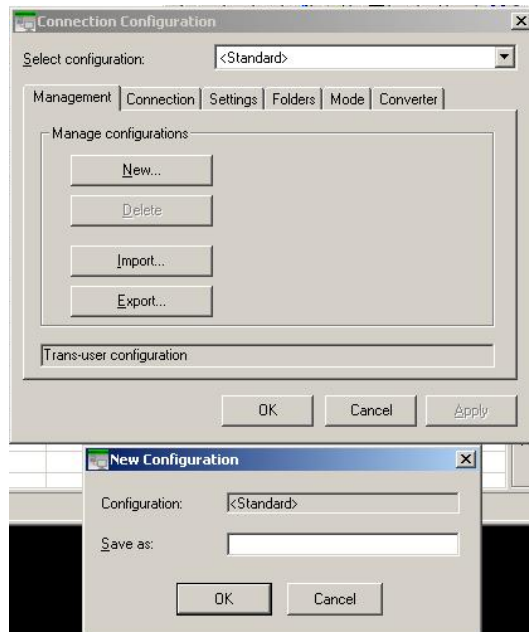 Connection Configuration
Select configuration: <Standard>
Management Connection Settings Folders Mode Converter
Manage configurations
New...
Delete
Import...
Export...
Trans-user configuration
OK Cancel Apply
New Configuration
Configuration: <Standard>
Save as:
OK Cancel